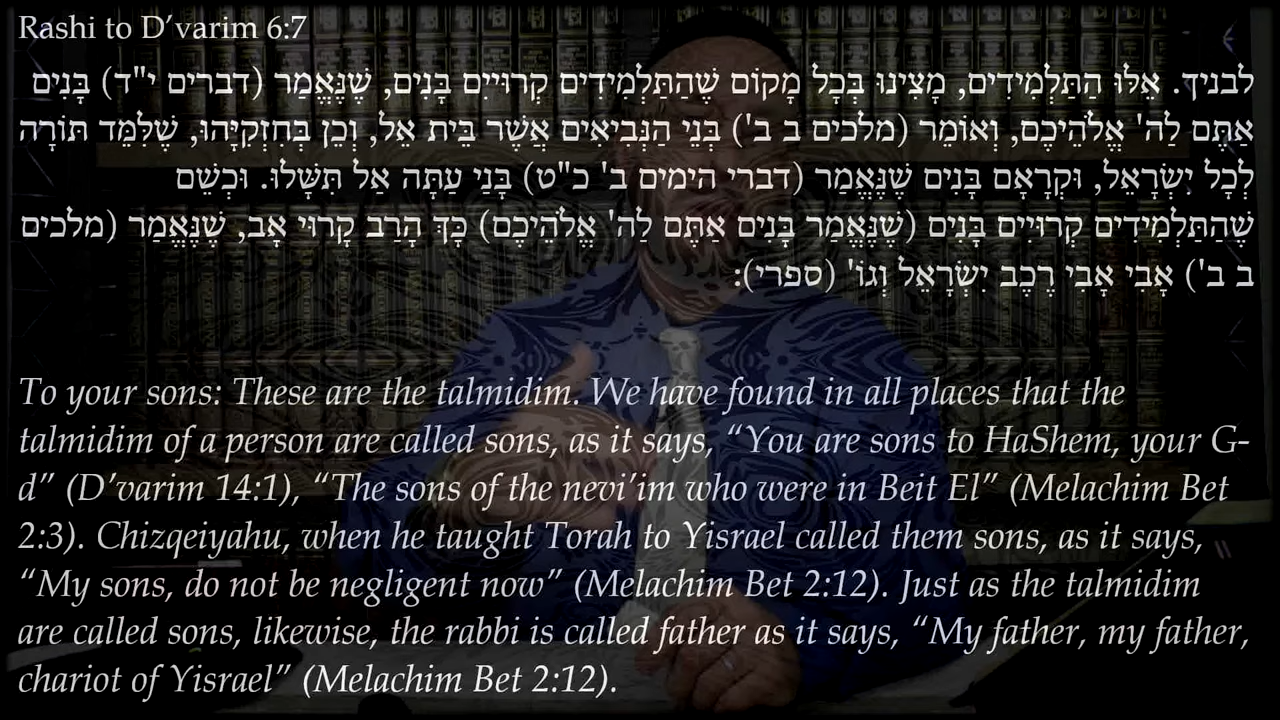 Rashi to D’varim 6:7
לבניך. אֵלּוּ הַתַּלְמִידִים, מָצִינוּ בְּכָל מָקוֹם שֶׁהַתַּלְמִידִים קְרוּיִים בָּנִים, שֶׁנֶּאֱמַר (דברים י"ד) בָּנִים
אַתֶּם לַה' אֱלֹהֵיכֶם, וְאוֹמֵר (מלכים ב ב') בְּנֵי הַנְּבִיאִים אֲשֶׁר בֵּית אֵל, וְכֵן בְּחִזְקִיָּהוּ, שֶׁלִּמֵּד תּוֹרָה
לְכָל יִשְׂרָאֵל, וּקְרָאָם בָּנִים שֶׁנֶּאֱמַר (דברי הימים ב' כ"ט) בָּנַי עַתָּה אַל תִּשָּׁלוּ. וּכְשֵׁם
שֶׁהַתַּלְמִידִים קְרוּיִים בָּנִים (שֶׁנֶּאֱמַר בָּנִים אַתֶּם לַה' אֱלֹהֵיכֶם) כָּךְ הָרַב קָרוּי אָב, שֶׁנֶּאֱמַר (מלכים
ב ב') אָבִי אָבִי רֶכֶב יִשְׂרָאֵל וְגוֹ' (ספרי):
To your sons: These are the talmidim. We have found in all places that the
talmidim of a person are called sons, as it says, “You are sons to HaShem, your G-
d” (D’varim 14:1), “The sons of the nevi’im who were in Beit El” (Melachim Bet
2:3). Chizqeiyahu, when he taught Torah to Yisrael called them sons, as it says,
“My sons, do not be negligent now” (Melachim Bet 2:12). Just as the talmidim
are called sons, likewise, the rabbi is called father as it says, “My father, my father,
chariot of Yisrael” (Melachim Bet 2:12).